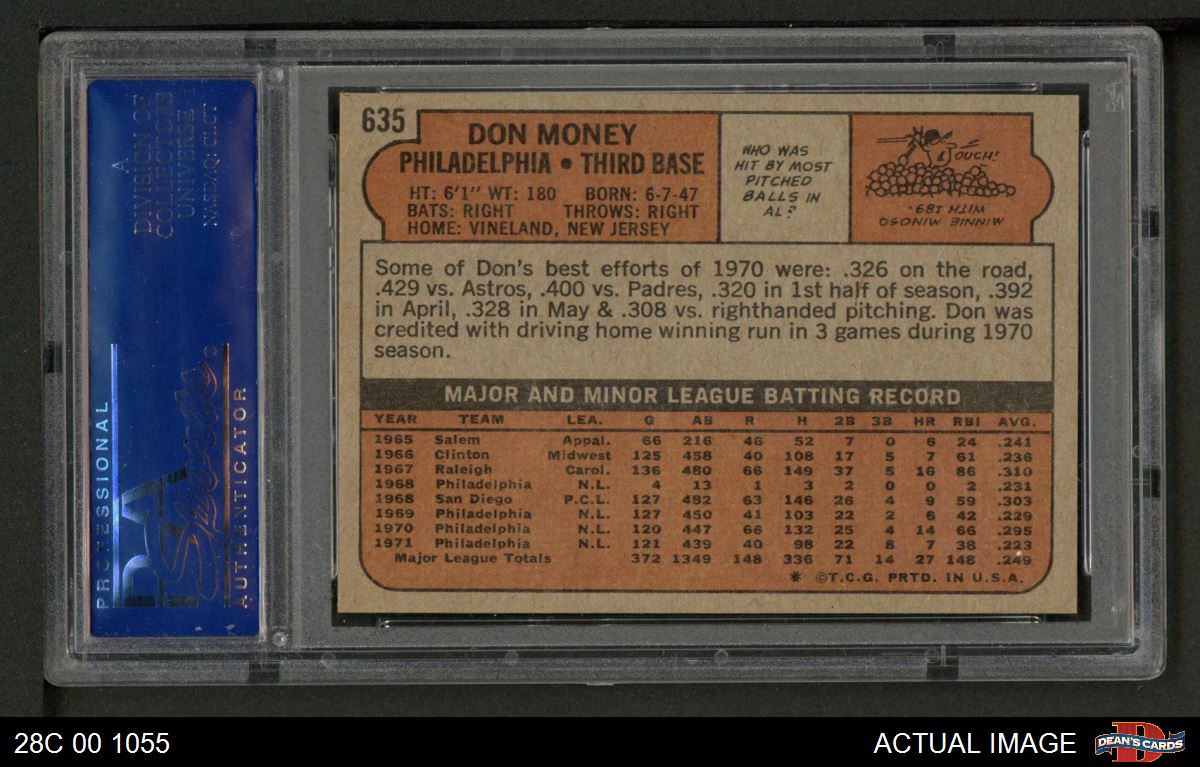 A
DIVISION OF
COLLECTORS
UNIVERSE
NASDAQ: CLCT
PROFESSIONAL
PSA
Sports
AUTHENTICATOR
635
DON MONEY
PHILADELPHIA • THIRD BASE
HT: 6'1" WT: 180 BORN: 6-7-47
BATS: RIGHT THROWS: RIGHT
HOME: VINELAND, NEW JERSEY
WHO WAS
HIT BY MOST
PITCHED
BALLS IN
AL?
OUCH!
MINNIE MINOSO
WITH 189.
Some of Don's best efforts of 1970 were: .326 on the road,
.429 vs. Astros, .400 vs. Padres, .320 in 1st half of season, .392
in April, .328 in May & .308 vs. righthanded pitching. Don was
credited with driving home winning run in 3 games during 1970
season.
MAJOR AND MINOR LEAGUE BATTING RECORD
YEAR TEAM LEA. G AB R H 2B 3B HR RBI AVG.
1965 Salem Appal. 66 216 46 52 7 0 6 24 .241
1966 Clinton Midwest 125 458 40 108 17 5 7 61 .236
1967 Raleigh Carol. 136 480 66 149 37 5 16 86 .310
1968 Philadelphia N.L. 4 13 1 3 2 0 0 2 .231
1968 San Diego P.C.L. 127 482 63 146 26 4 9 59 .303
1969 Philadelphia N.L. 127 450 41 103 22 2 6 42 .229
1970 Philadelphia N.L. 120 447 66 132 25 4 14 66 .295
1971 Philadelphia N.L. 121 439 40 98 22 8 7 38 .223
Major League Totals 372 1349 148 336 71 14 27 148 .249
* ©T.C.G. PRTD. IN U.S.A.
28C 00 1055
ACTUAL IMAGE
D
DEAN'S CARDS